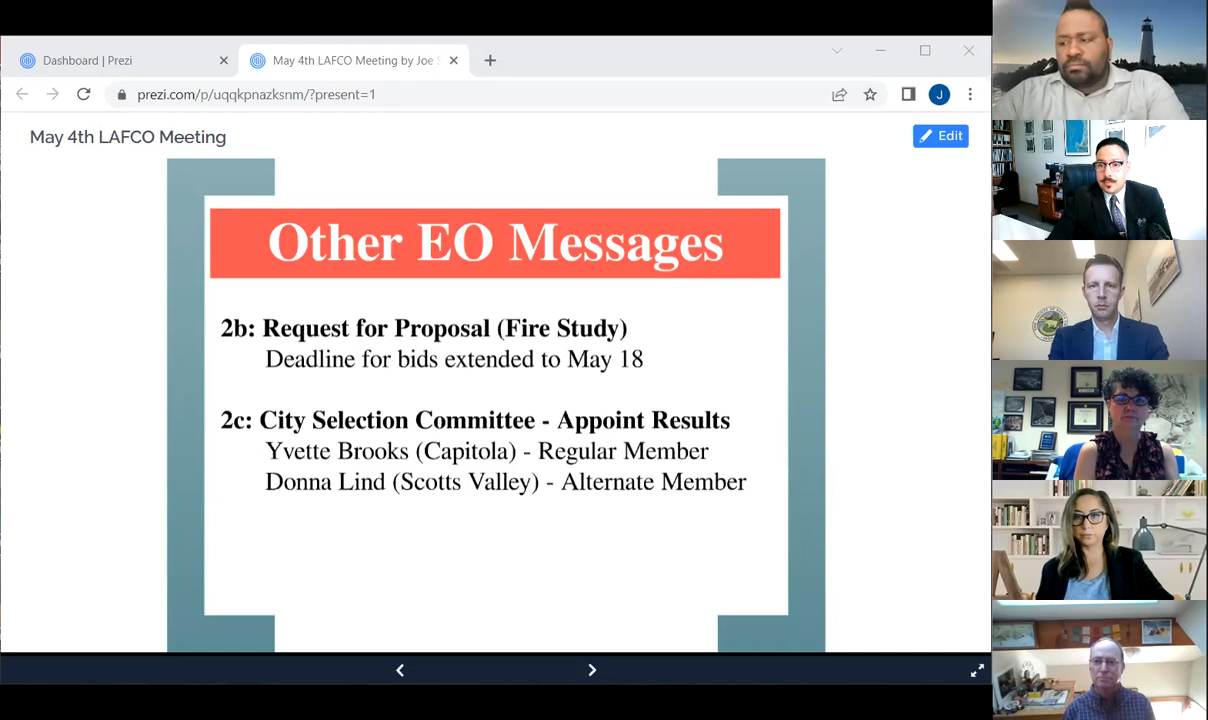 Dashboard | Prezi
May 4th LAFCO Meeting by Joe S
prezi.com/p/uqqkpnazksnm/?present=1
J
May 4th LAFCO Meeting
Edit
Other EO Messages
2b: Request for Proposal (Fire Study)
Deadline for bids extended to May 18
2c: City Selection Committee - Appoint Results
Yvette Brooks (Capitola) - Regular Member
Donna Lind (Scotts Valley) - Alternate Member